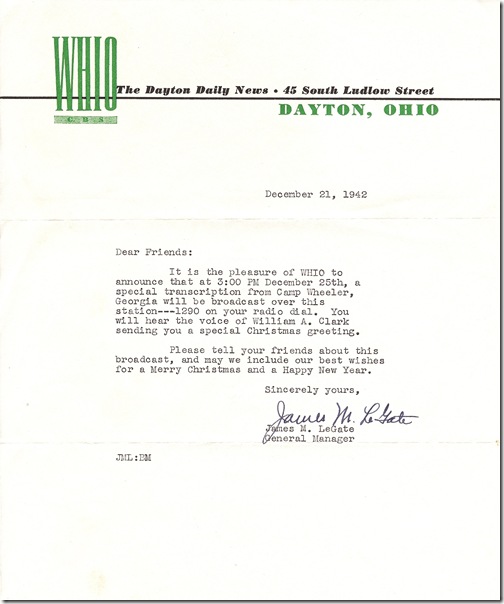 WHIO
CBS
The Dayton Daily News • 45 South Ludlow Street
DAYTON, OHIO
December 21, 1942
Dear Friends:
It is the pleasure of WHIO to
announce that at 3:00 PM December 25th, a
special transcription from Camp Wheeler,
Georgia will be broadcast over this
station---1290 on your radio dial. You
will hear the voice of William A. Clark
sending you a special Christmas greeting.
Please tell your friends about this
broadcast, and may we include our best wishes
for a Merry Christmas and a Happy New Year.
Sincerely yours,
James M. LeGate
James M. LeGate
General Manager
JML:BM